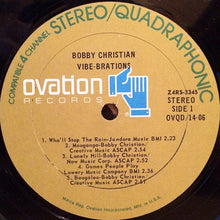 COMPATIBLE 4 CHANNEL STEREO/QUADRAPHONIC
BOBBY CHRISTIAN
VIBE-BRATIONS
Z4RS-3345
STEREO
SIDE 1
OVQD/14-06
ovation
RECORDS
1. Who'll Stop The Rain-Jondora Music BMI 2.23
2. Mooganga-Bobby Christian/
Creative Music ASCAP 2.24
3. Lonely Hill-Bobby Christian/
New Music Corp. ASCAP 2.22
4. Games People Play
Lowery Music Company BMI 2.36
5. Boogaloo-Bobby Christian/
Creative Music ASCAP 2.51